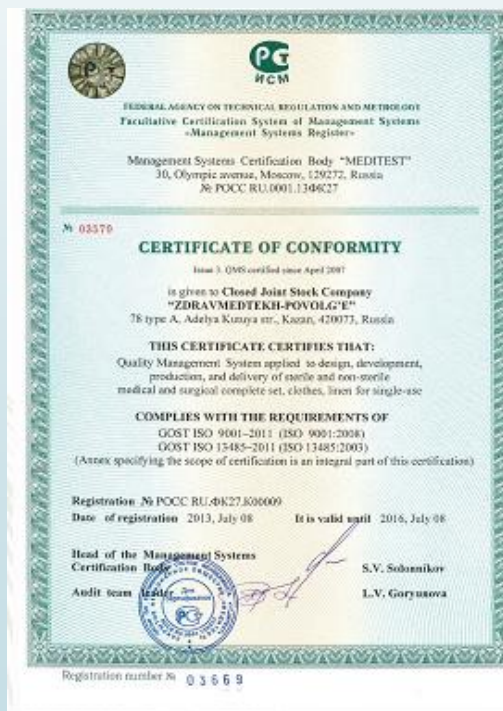 РСТ
ИСМ
FEDERAL AGENCY ON TECHNICAL REGULATION AND METROLOGY
Facultative Certification System of Management Systems
«Management Systems Register»
Management Systems Certification Body "MEDITEST"
30, Olympic avenue, Moscow, 129272, Russia
№ РОСС RU.0001.13ФК27
№ 03570
CERTIFICATE OF CONFORMITY
Issue 3. QMS certified since April 2007
is given to Closed Joint Stock Company
"ZDRAVMEDTEKH-POVOLG'E"
78 type A, Adelya Kutuya str., Kazan, 420073, Russia
THIS CERTIFICATE CERTIFIES THAT:
Quality Management System applied to design, development,
production, and delivery of sterile and non-sterile
medical and surgical complete set, clothes, linen for single-use
COMPLIES WITH THE REQUIREMENTS OF
GOST ISO 9001-2011 (ISO 9001:2008)
GOST ISO 13485-2011 (ISO 13485:2003)
(Annex specifying the scope of certification is an integral part of this certification)
Registration № РОСС RU.ФК27.К00009
Date of registration 2013, July 08 It is valid until 2016, July 08
Head of the Management Systems
Certification Body S.V. Solonnikov
Audit team leader L.V. Goryunova
Registration number № 03669